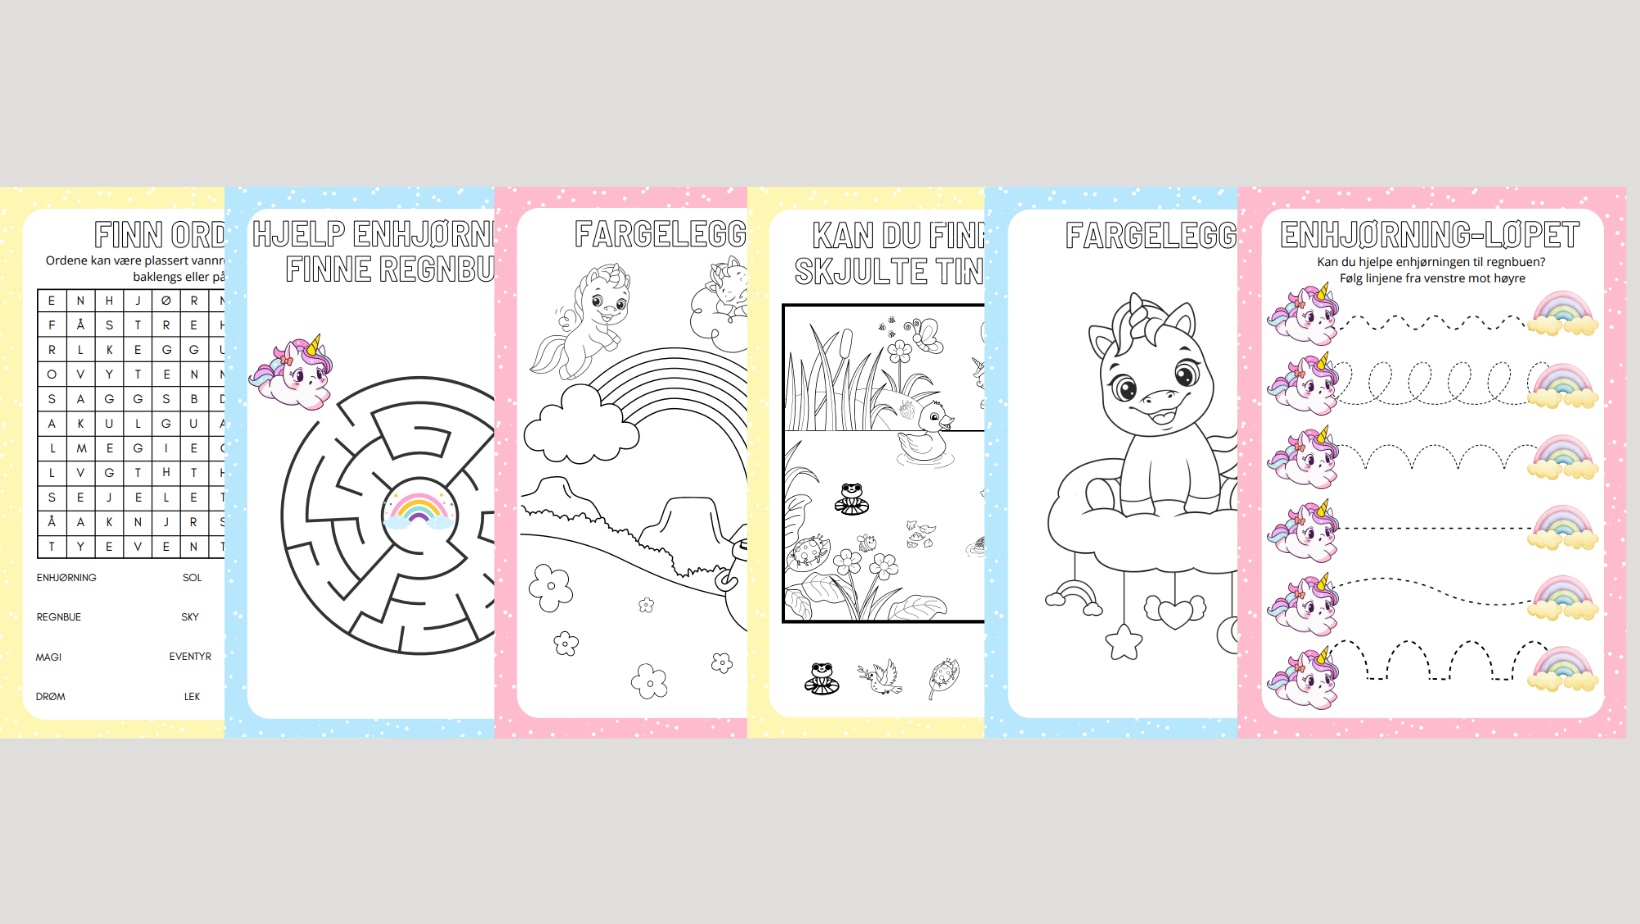 FINN ORD
Ordene kan være plassert vannr
baklengs eller på
E N H J Ø R N
F Å S T R E H
R L K E G G U
O V Y T E N N
S A G G S B D
A K U L G U A
L M E G I E
L V G T H T H
S E J E L E T
Å A K N J R S
T Y E V E N T
ENHJØRNING SOL
REGNBUE SKY
MAGI EVENTYR
DRØM LEK
HJELP ENHJØRN
FINNE REGNBU
FARGELEGG
KAN DU FINN
SKJULTE TIN
FARGELEGG
ENHJØRNING-LØPET
Kan du hjelpe enhjørningen til regnbuen?
Følg linjene fra venstre mot høyre